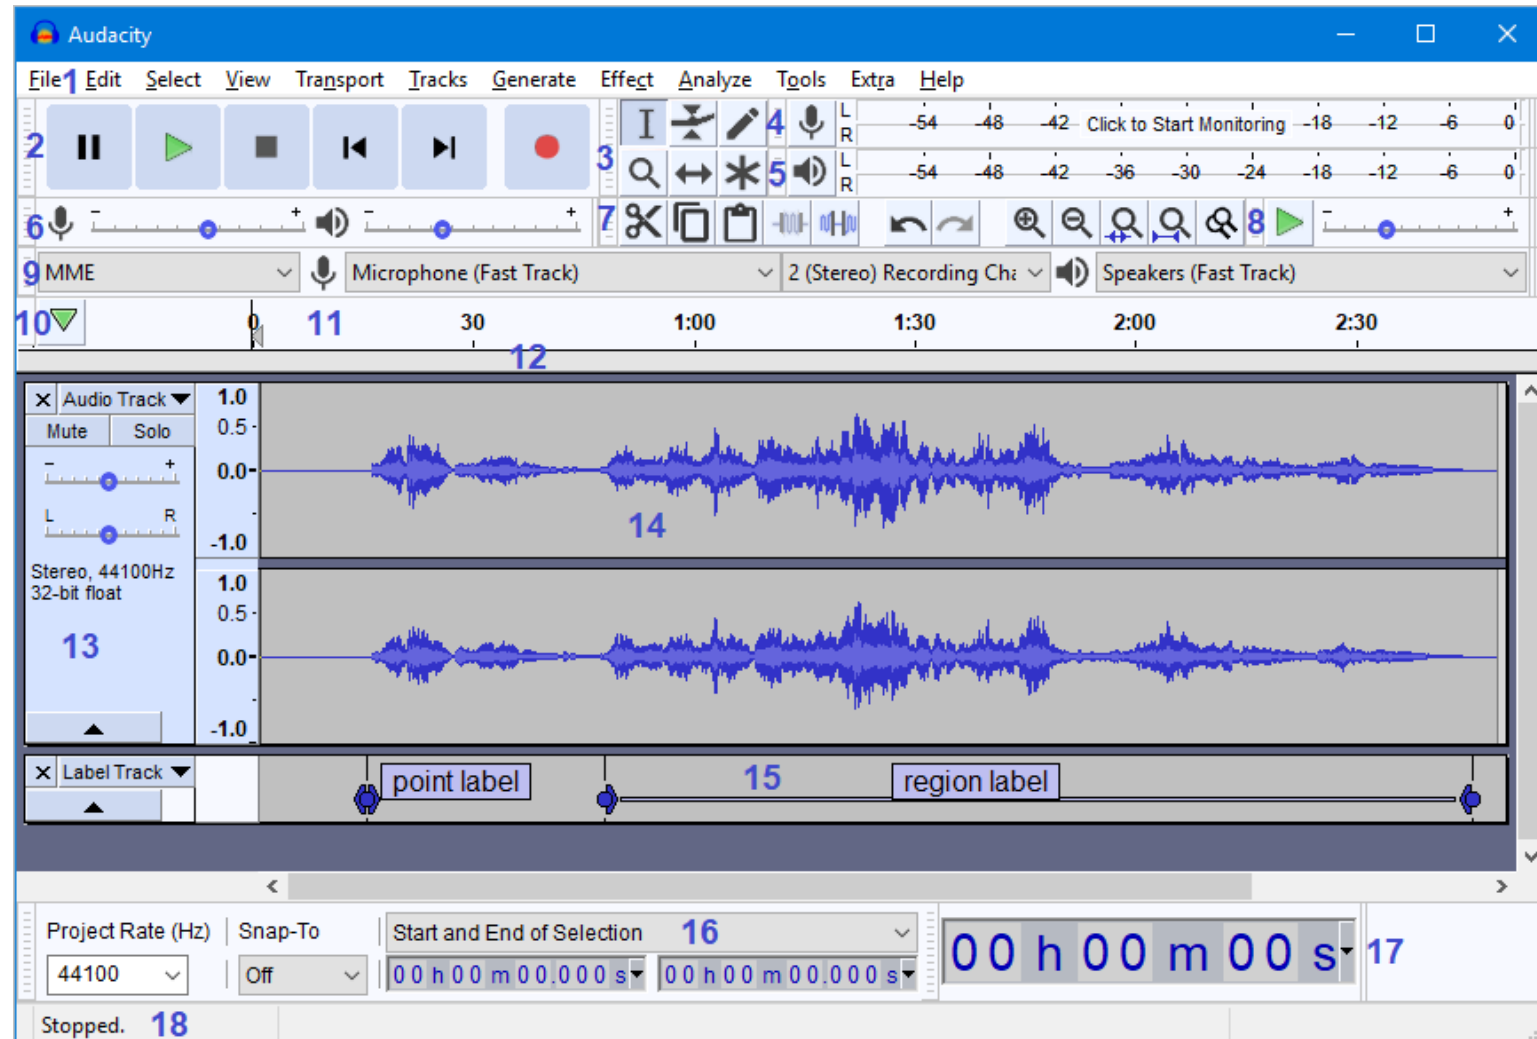 Audacity
File 1 Edit Select View Transport Tracks Generate Effect Analyze Tools Extra Help
2
3
4 L R -54 -48 -42 Click to Start Monitoring -18 -12 -6 0
5 L R -54 -48 -42 -36 -30 -24 -18 -12 -6 0
6 - + - + 7 8 - +
9 MME Microphone (Fast Track) 2 (Stereo) Recording Cha Speakers (Fast Track)
10 0 11 30 1:00 1:30 2:00 2:30
12
Audio Track 1.0
Mute Solo 0.5
- + 0.0
L R
14
-1.0
Stereo, 44100Hz 1.0
32-bit float
0.5
13 0.0
-1.0
Label Track
point label 15 region label
Project Rate (Hz) Snap-To Start and End of Selection 16
44100 Off 00 h 00 m 00.000 s 00 h 00 m 00.000 s
00 h 00 m 00 s 17
Stopped. 18